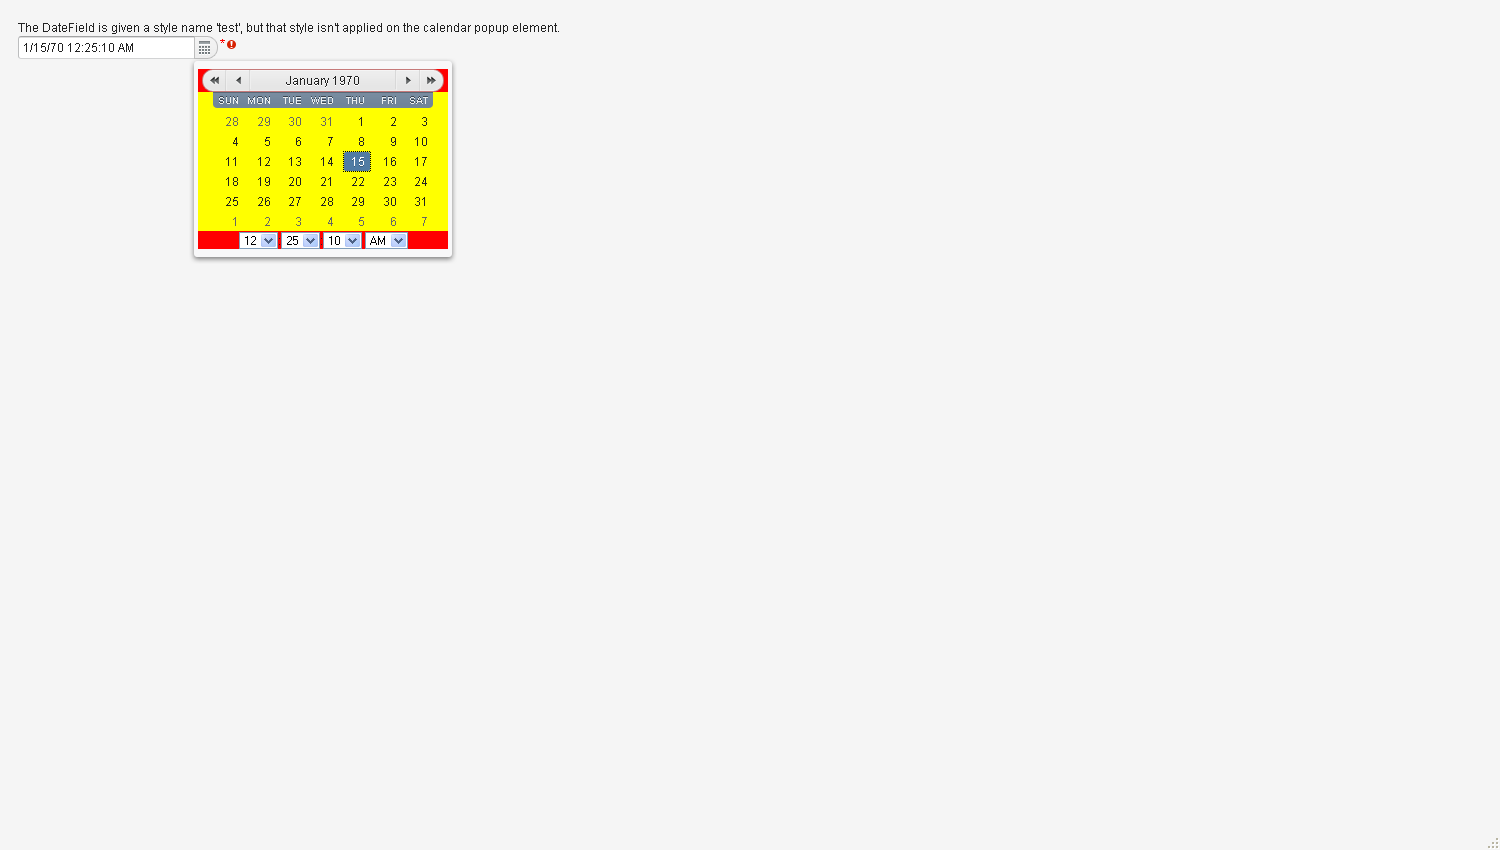 The DateField is given a style name 'test', but that style isn't applied on the calendar popup element.
1/15/70 12:25:10 AM *
January 1970
SUN MON TUE WED THU FRI SAT
28 29 30 31 1 2 3
4 5 6 7 8 9 10
11 12 13 14 15 16 17
18 19 20 21 22 23 24
25 26 27 28 29 30 31
1 2 3 4 5 6 7
12 25 10 AM